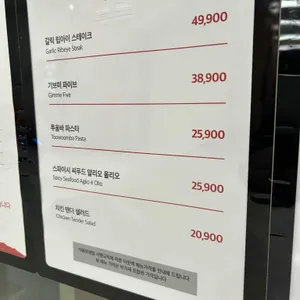 49,900
갈릭 립아이 스테이크
Garlic Ribeye Steak
38,900
기브미 파이브
Gimme Five
25,900
투움바 파스타
Toowoomba Pasta
스파이시 씨푸드 알리오 올리오
Spicy Seafood Aglio e Olio
25,900
치킨 텐더 샐러드
Chicken Tender Salad
20,900